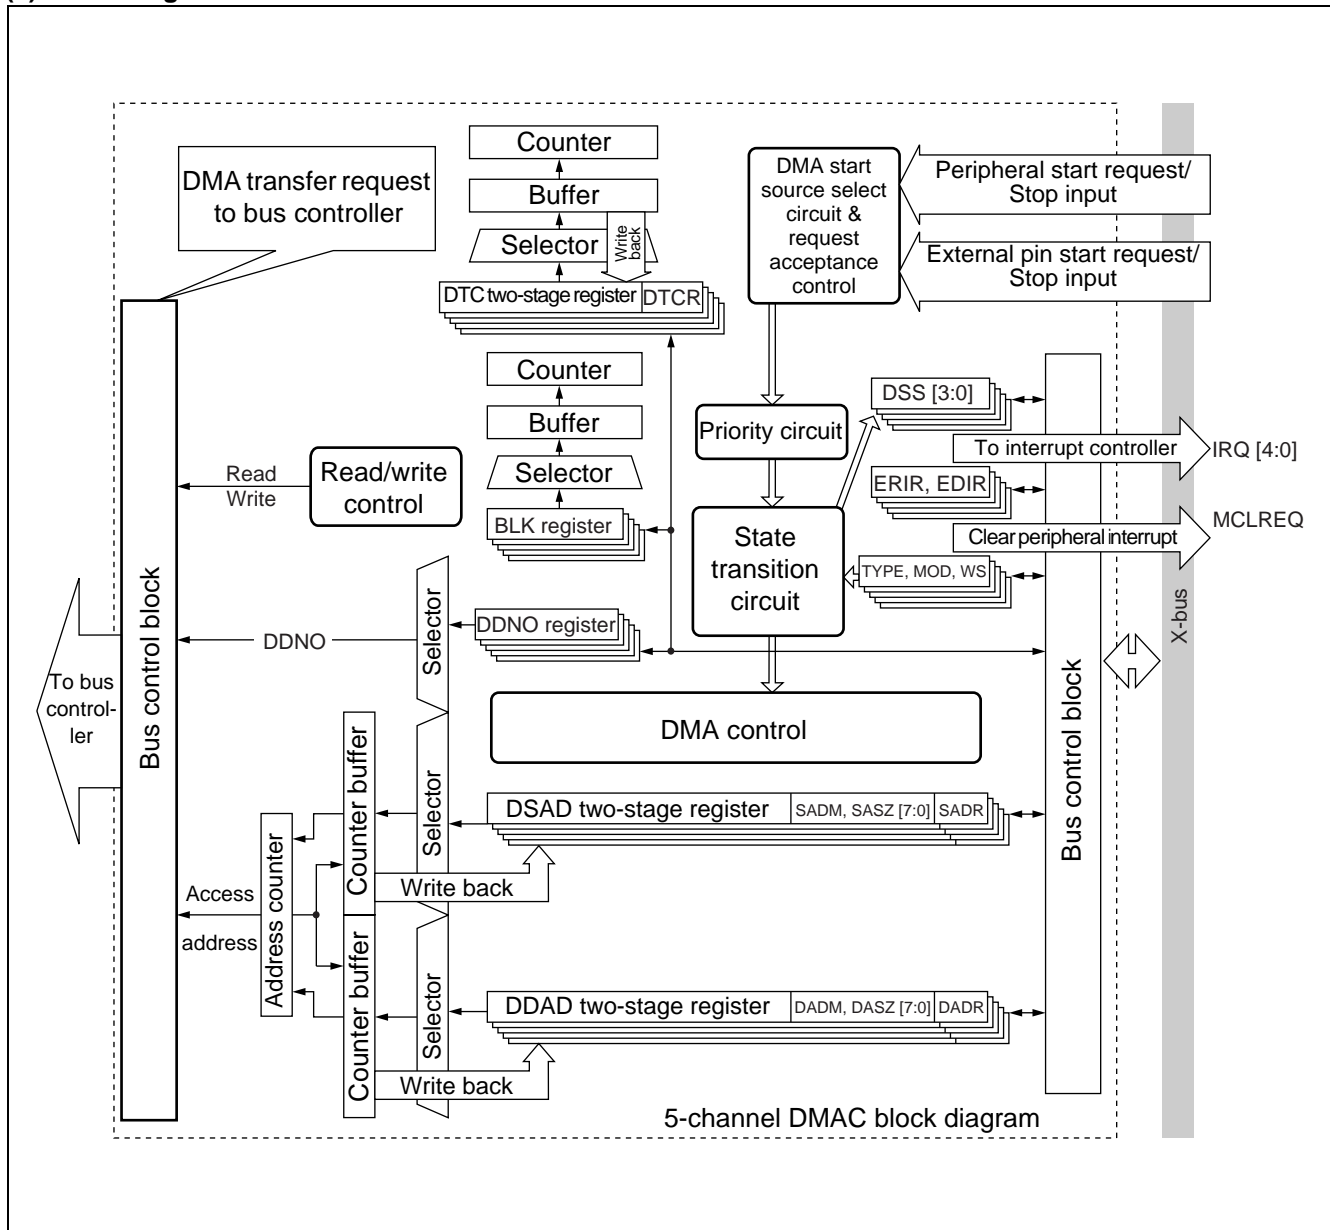 Counter
DMA transfer request
to bus controller
Buffer
Selector
Write
back
DTC two-stage register
DTCR
DMA start
source select
circuit &
request
acceptance
control
Peripheral start request/
Stop input
External pin start request/
Stop input
Counter
Buffer
Selector
BLK register
Priority circuit
DSS [3:0]
To interrupt controller
IRQ [4:0]
ERIR, EDIR
MCLREQ
Clear peripheral interrupt
TYPE, MOD, WS
Read
Write
Read/write
control
State
transition
circuit
Bus control block
DDNO
Selector
DDNO register
X-bus
To bus
control-
ler
DMA control
Bus control block
Counter buffer
Selector
DSAD two-stage register
SADM, SASZ [7:0]
SADR
Write back
Access
address
Address counter
Counter buffer
Selector
DDAD two-stage register
DADM, DASZ [7:0]
DADR
Write back
5-channel DMAC block diagram